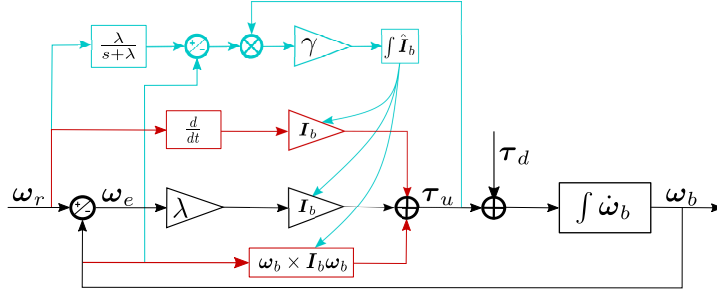 λ/(s+λ)
+/−
×
γ
∫ Î_b
d/dt
I_b
ω_r
+/−
ω_e
λ
I_b
τ_u
τ_d
∫ ω̇_b
ω_b
ω_b × I_b ω_b